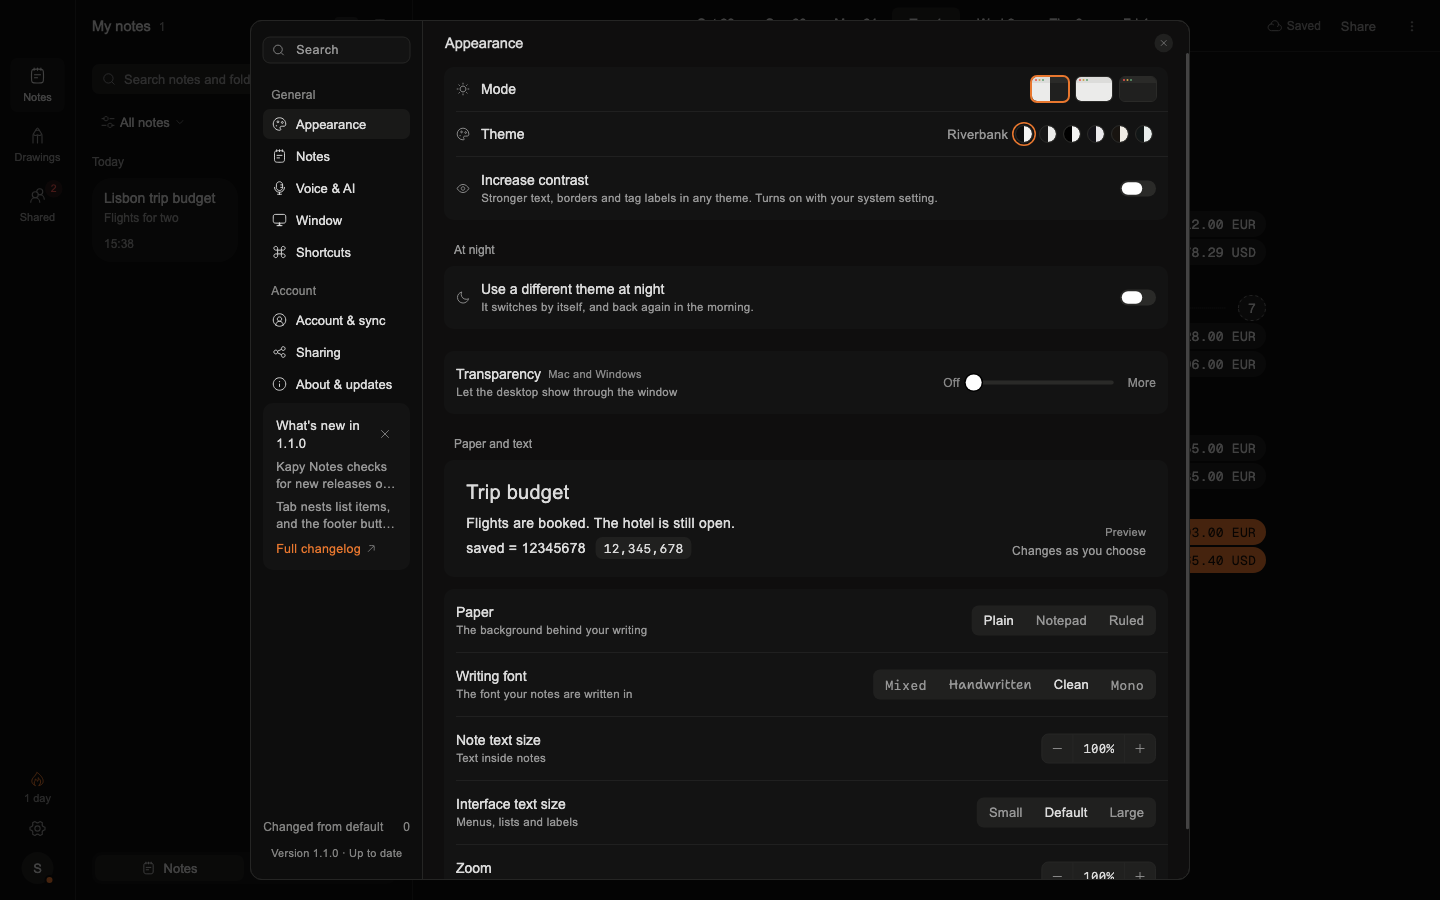 My notes 1
Search notes and fold
All notes
Today
Lisbon trip budget
Flights for two
15:38
Notes
Drawings
2
Shared
1 day
S
Notes
Search
General
Appearance
Notes
Voice & AI
Window
Shortcuts
Account
Account & sync
Sharing
About & updates
What's new in
1.1.0
Kapy Notes checks
for new releases o...
Tab nests list items,
and the footer butt...
Full changelog
Changed from default 0
Version 1.1.0 · Up to date
Appearance
Mode
Theme
Riverbank
Increase contrast
Stronger text, borders and tag labels in any theme. Turns on with your system setting.
At night
Use a different theme at night
It switches by itself, and back again in the morning.
Transparency Mac and Windows
Let the desktop show through the window
Off
More
Paper and text
Trip budget
Flights are booked. The hotel is still open.
saved = 12345678 12,345,678
Preview
Changes as you choose
Paper
The background behind your writing
Plain Notepad Ruled
Writing font
The font your notes are written in
Mixed Handwritten Clean Mono
Note text size
Text inside notes
− 100% +
Interface text size
Menus, lists and labels
Small Default Large
Zoom
− 100% +
Saved
Share
2.00 EUR
8.29 USD
7
8.00 EUR
6.00 EUR
5.00 EUR
5.00 EUR
3.00 EUR
5.40 USD